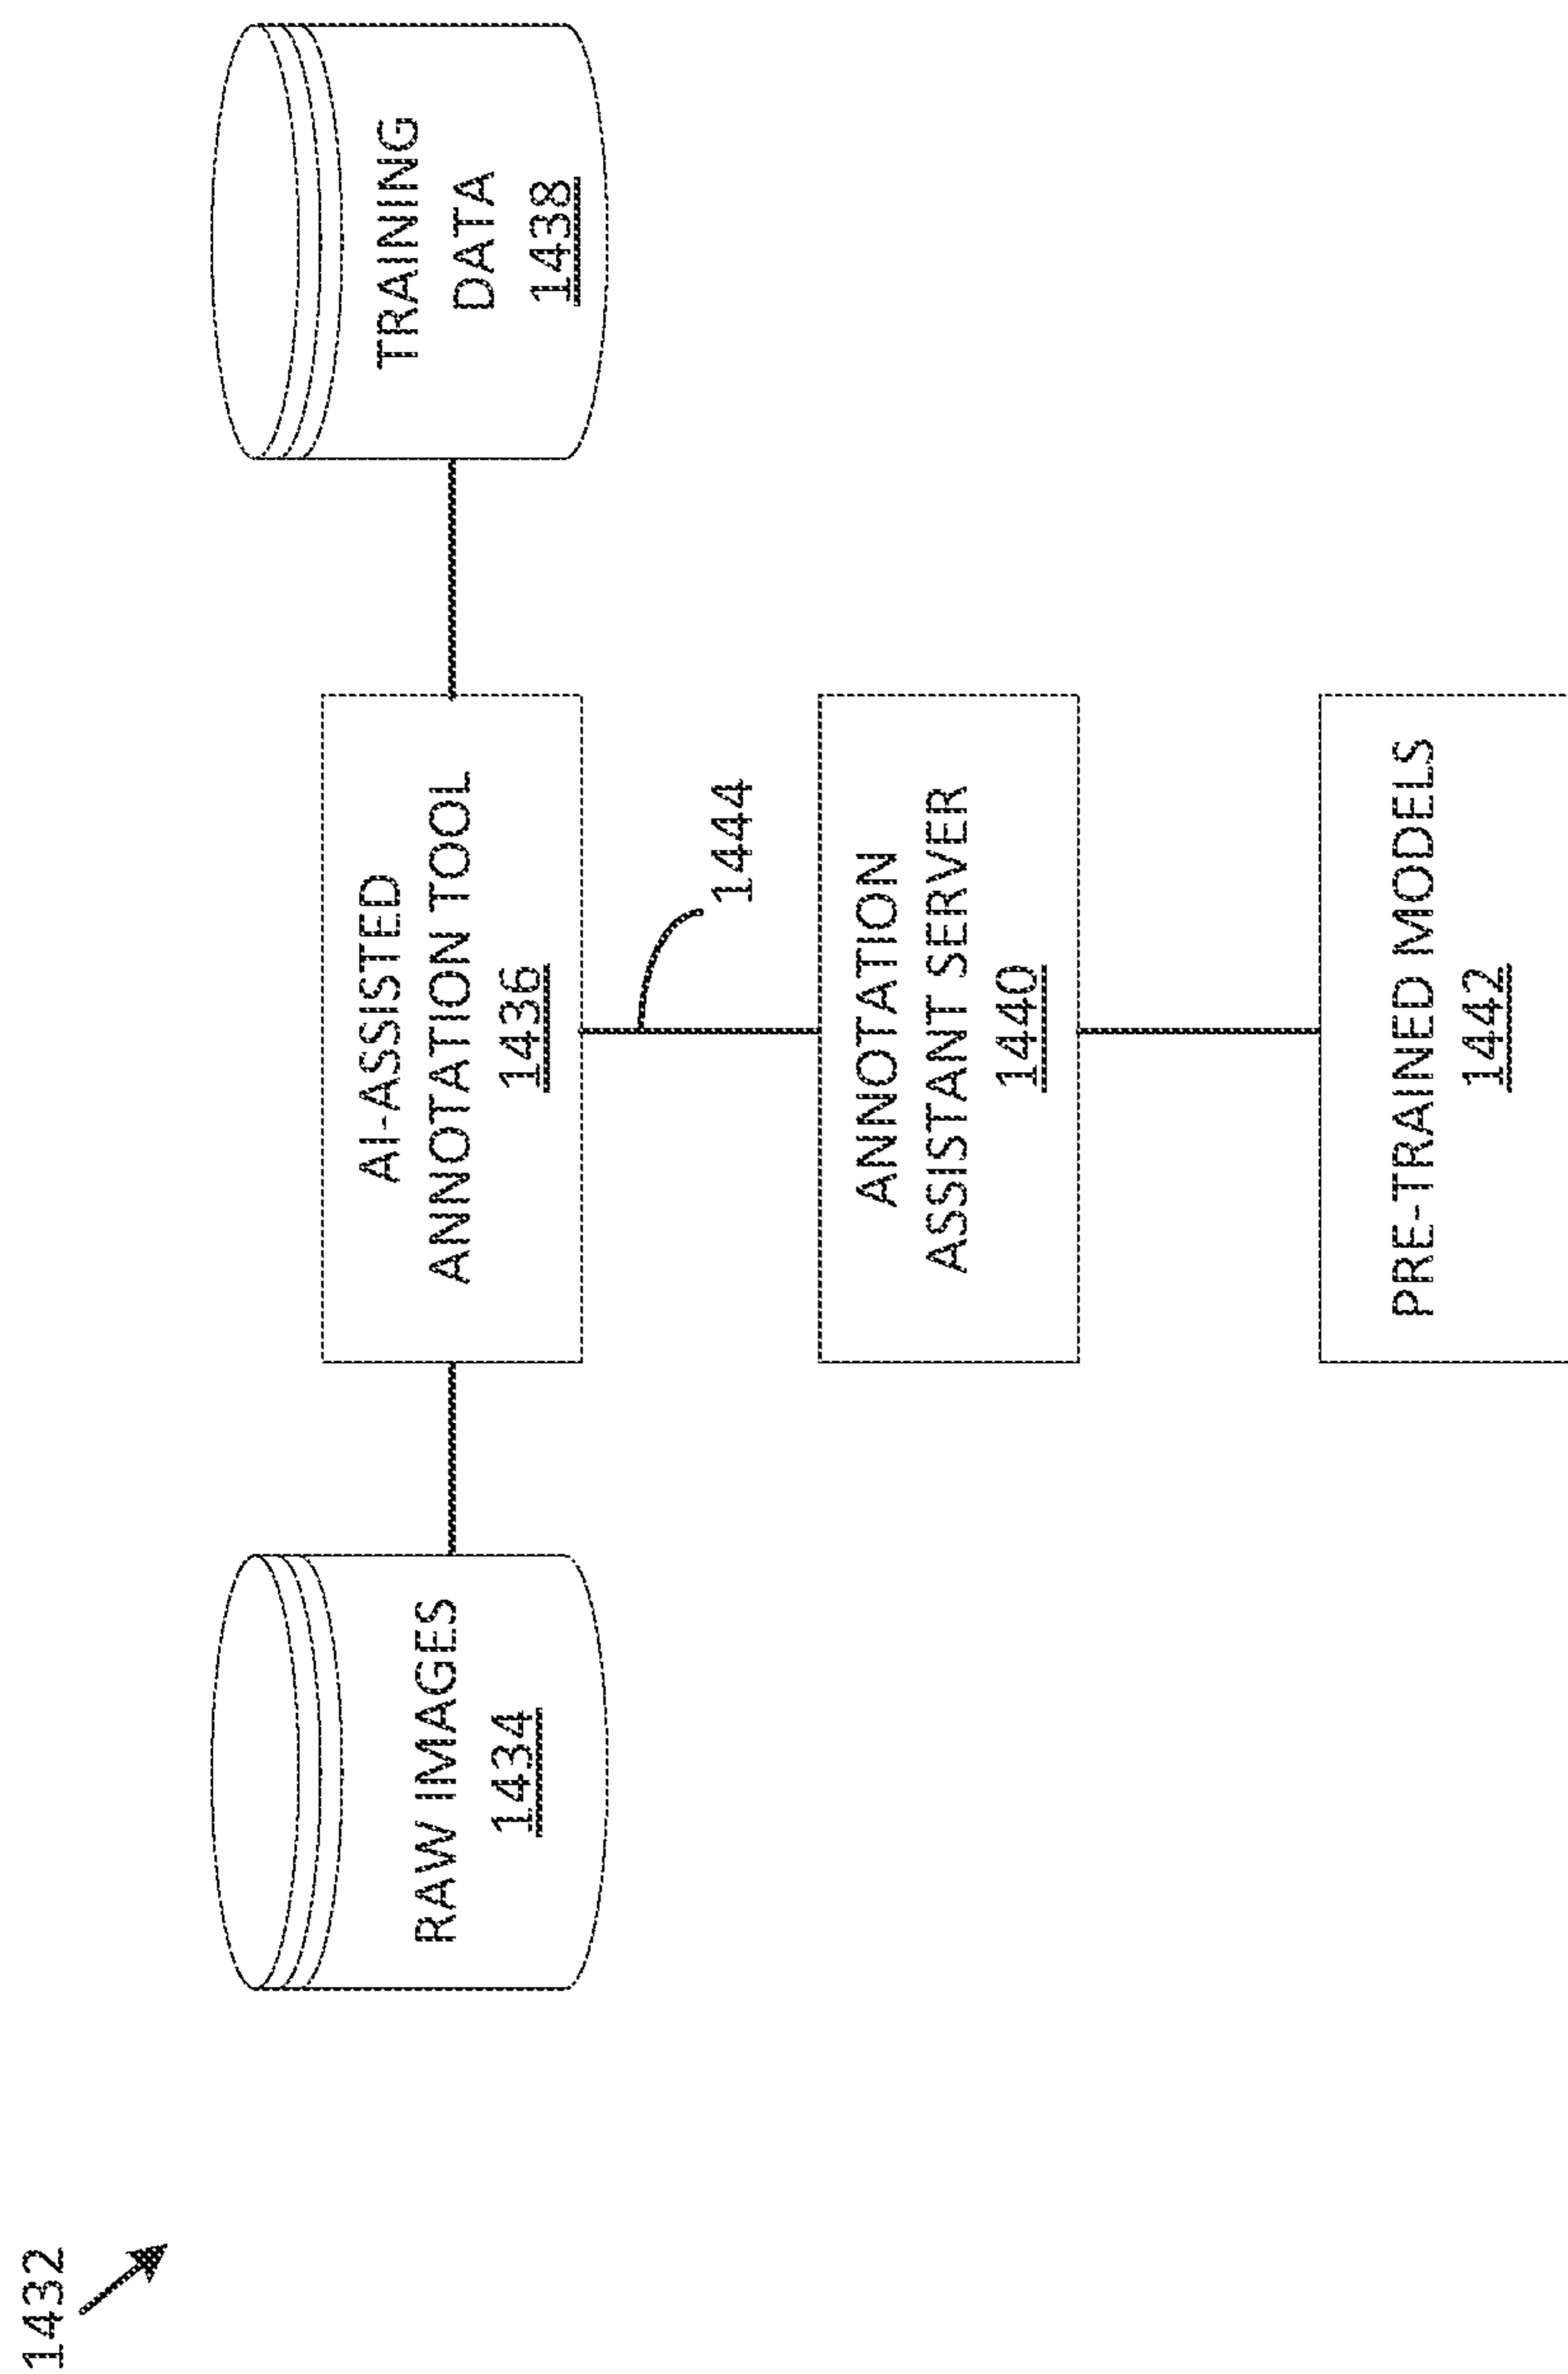 1432
RAW IMAGES
1434
AI-ASSISTED
ANNOTATION TOOL
1436
TRAINING
DATA
1438
1444
ANNOTATION
ASSISTANT SERVER
1440
PRE-TRAINED MODELS
1442